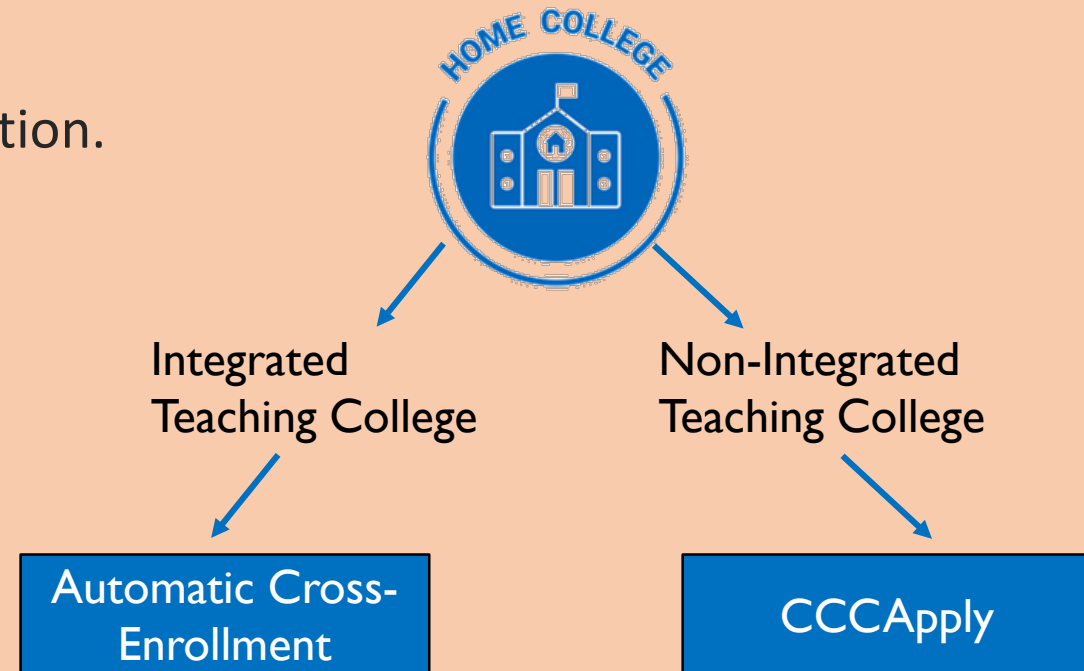 HOME COLLEGE
tion.
Integrated
Teaching College
Non-Integrated
Teaching College
Automatic Cross-
Enrollment
CCCApply